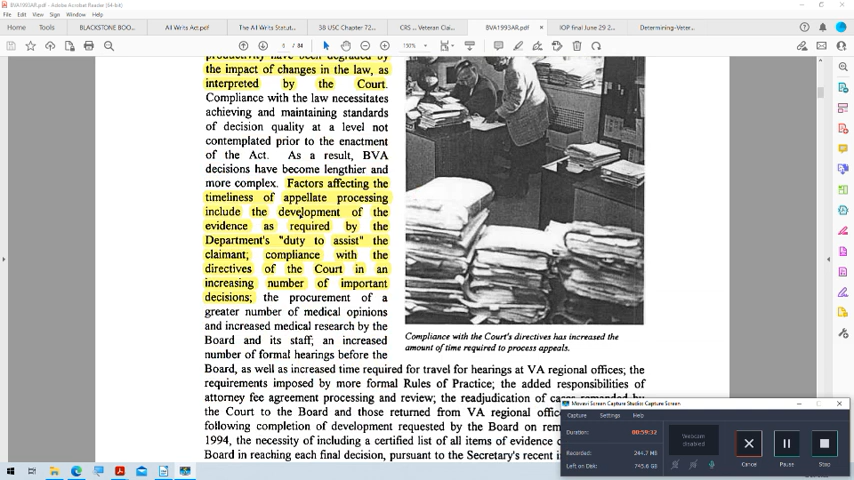 BVA1993AR.pdf - Adobe Acrobat Reader (64-bit)
File Edit View Sign Window Help
Home Tools BLACKSTONE BOO... All Writs Act.pdf The All Writs Statut... 38 USC Chapter 72... CRS ... Veteran Clai... BVA1993AR.pdf × IOP final June 29 2... Determining-Veter...
6 / 84 150%
productivity have been degraded by
the impact of changes in the law, as
interpreted by the Court.
Compliance with the law necessitates
achieving and maintaining standards
of decision quality at a level not
contemplated prior to the enactment
of the Act. As a result, BVA
decisions have become lengthier and
more complex. Factors affecting the
timeliness of appellate processing
include the development of the
evidence as required by the
Department's "duty to assist" the
claimant; compliance with the
directives of the Court in an
increasing number of important
decisions; the procurement of a
greater number of medical opinions
and increased medical research by the
Board and its staff; an increased
number of formal hearings before the
Compliance with the Court's directives has increased the
amount of time required to process appeals.
Board, as well as increased time required for travel for hearings at VA regional offices; the
requirements imposed by more formal Rules of Practice; the added responsibilities of
attorney fee agreement processing and review; the readjudication of cases remanded by
the Court to the Board and those returned from VA regional offic
following completion of development requested by the Board on rem
1994, the necessity of including a certified list of all items of evidence
Board in reaching each final decision, pursuant to the Secretary's recent i
Movavi Screen Capture Studio: Capture Screen
Capture Settings Help
Duration: 00:59:32
Recorded: 244.7 MB
Left on Disk: 745.6 GB
Webcam
disabled
Cancel Pause Stop